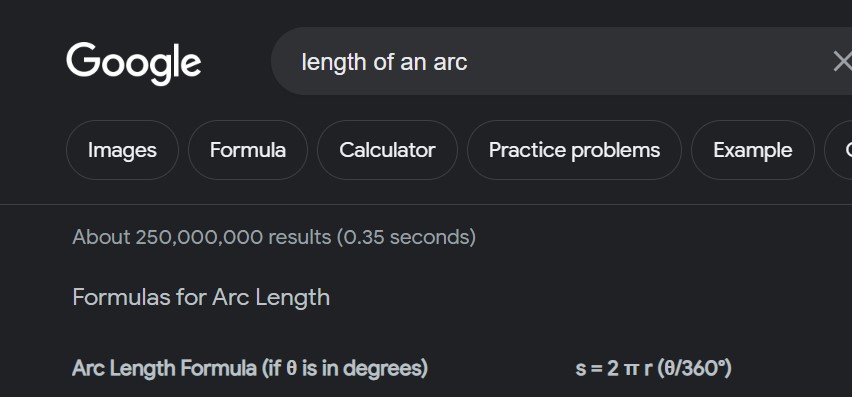 Google length of an arc
Images Formula Calculator Practice problems Example
About 250,000,000 results (0.35 seconds)
Formulas for Arc Length
Arc Length Formula (if θ is in degrees) s = 2 π r (θ/360°)